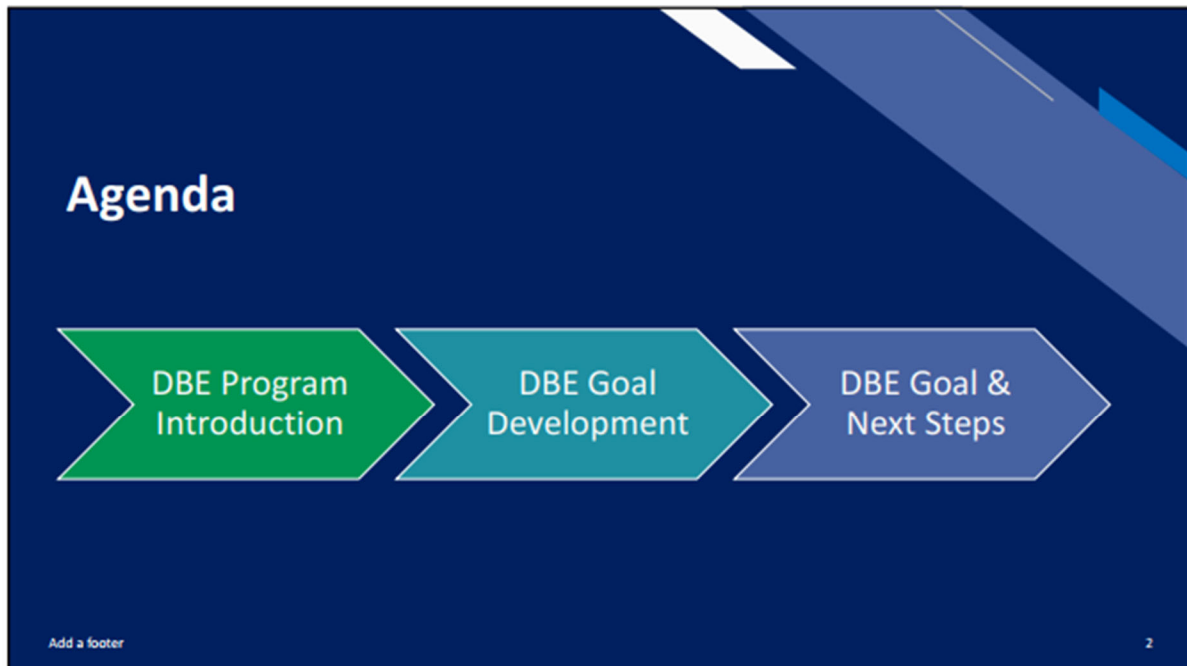 Agenda
DBE Program
Introduction
DBE Goal
Development
DBE Goal &
Next Steps
Add a footer
2